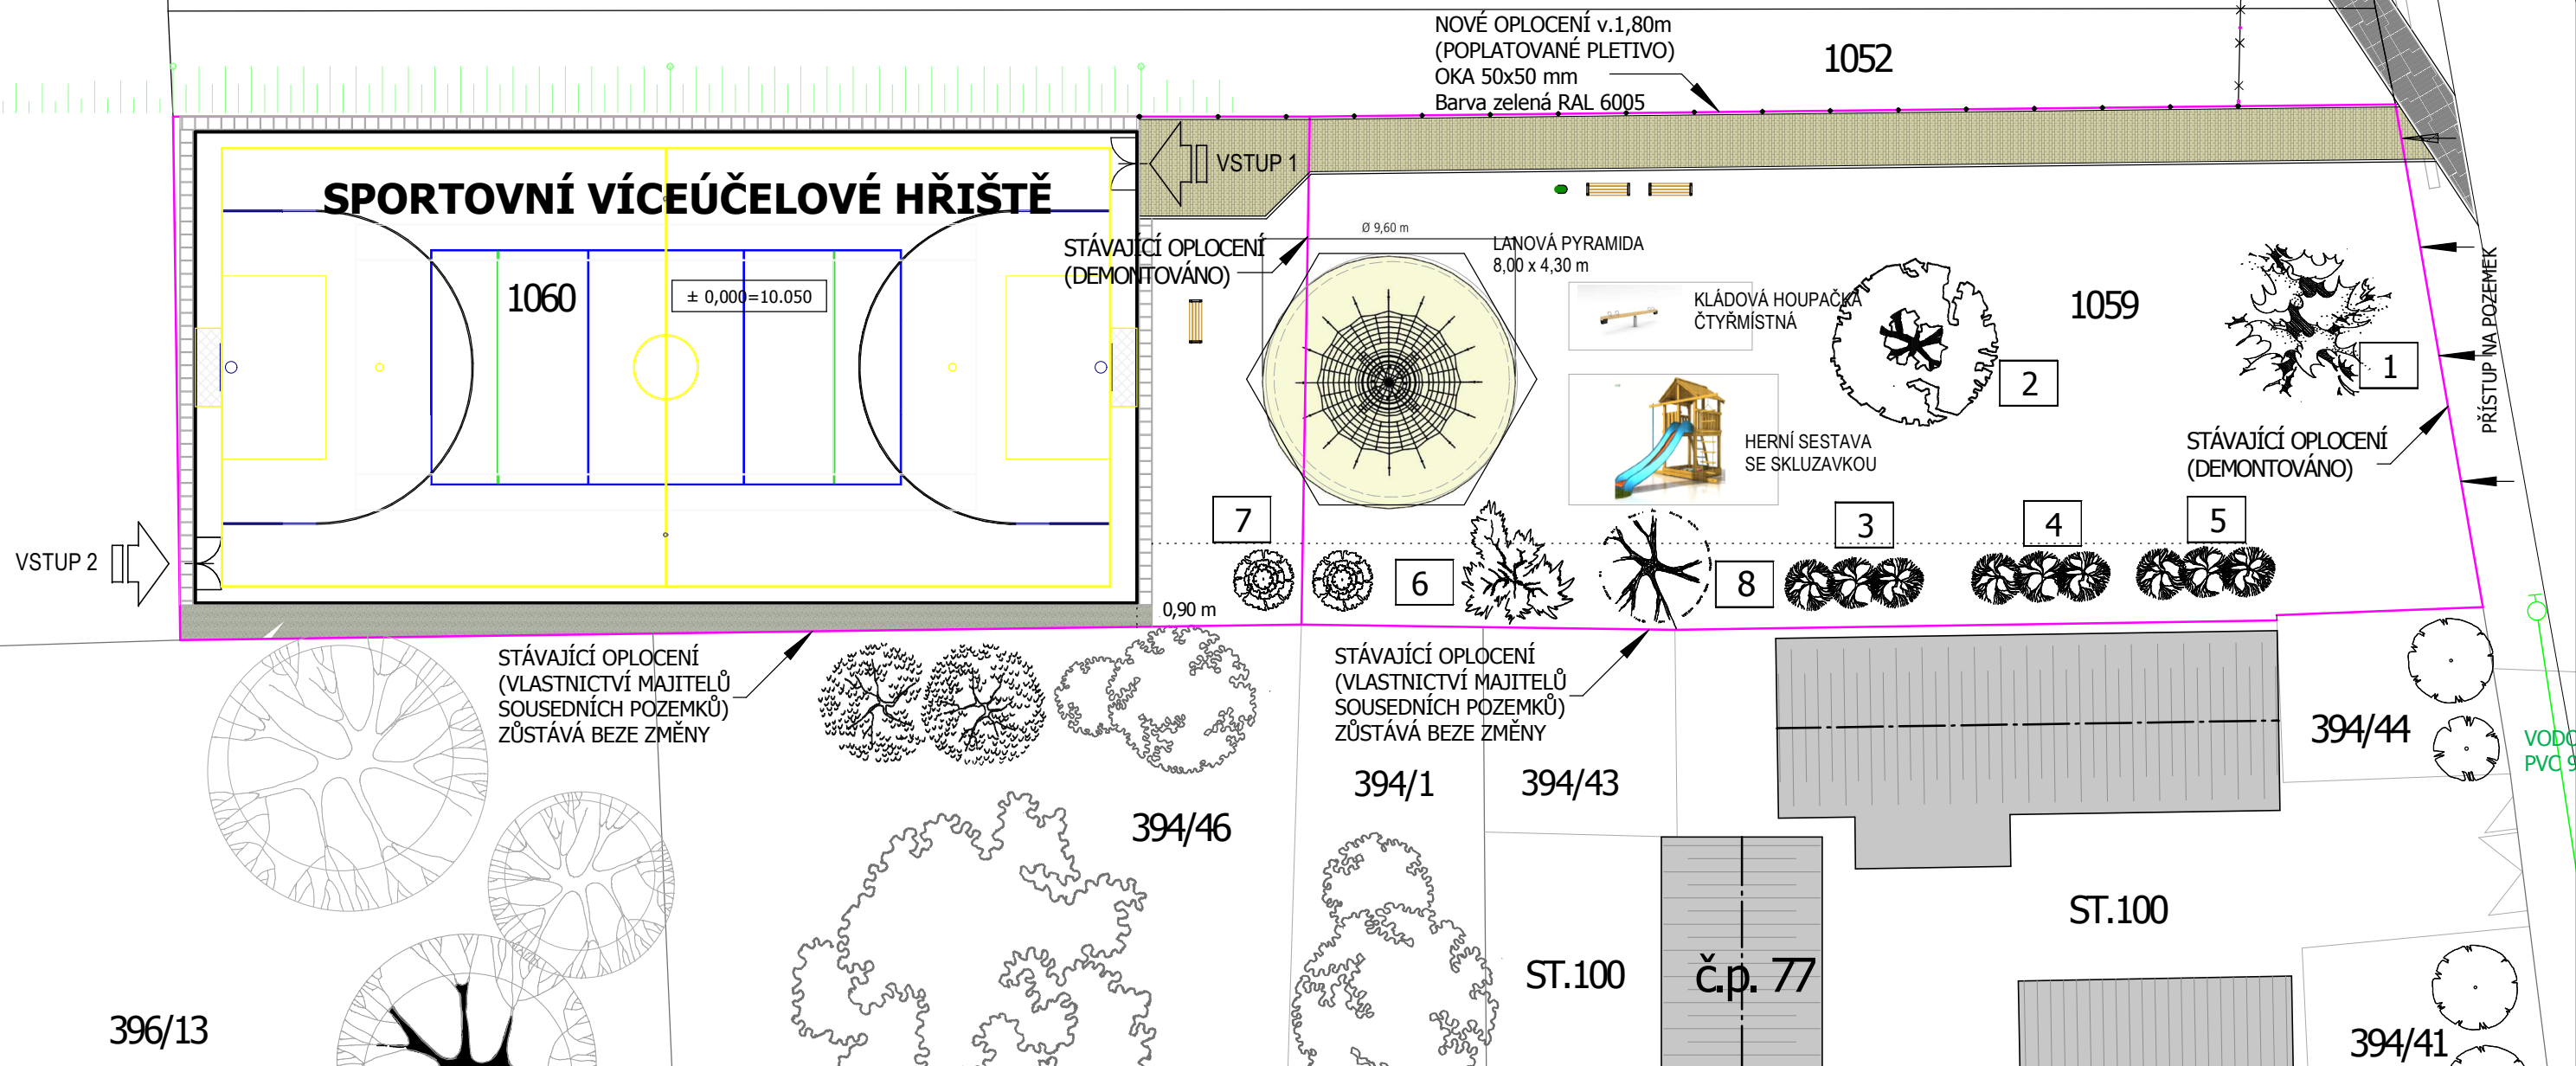 NOVÉ OPLOCENÍ v.1,80m
(POPLATOVANÉ PLETIVO)
OKA 50x50 mm
Barva zelená RAL 6005
1052
VSTUP 1
SPORTOVNÍ VÍCEÚČELOVÉ HŘIŠTĚ
1060
± 0,000=10.050
STÁVAJÍCÍ OPLOCENÍ
(DEMONTOVÁNO)
Ø 9,60 m
LANOVÁ PYRAMIDA
8,00 x 4,30 m
KLÁDOVÁ HOUPAČKA
ČTYŘMÍSTNÁ
1059
HERNÍ SESTAVA
SE SKLUZAVKOU
2
1
PŘÍSTUP NA POZEMEK
STÁVAJÍCÍ OPLOCENÍ
(DEMONTOVÁNO)
VSTUP 2
7
6
8
3
4
5
0,90 m
STÁVAJÍCÍ OPLOCENÍ
(VLASTNICTVÍ MAJITELŮ
SOUSEDNÍCH POZEMKŮ)
ZŮSTÁVÁ BEZE ZMĚNY
STÁVAJÍCÍ OPLOCENÍ
(VLASTNICTVÍ MAJITELŮ
SOUSEDNÍCH POZEMKŮ)
ZŮSTÁVÁ BEZE ZMĚNY
394/44
VODO
PVC 9
394/1
394/43
394/46
ST.100
ST.100
č.p. 77
396/13
394/41